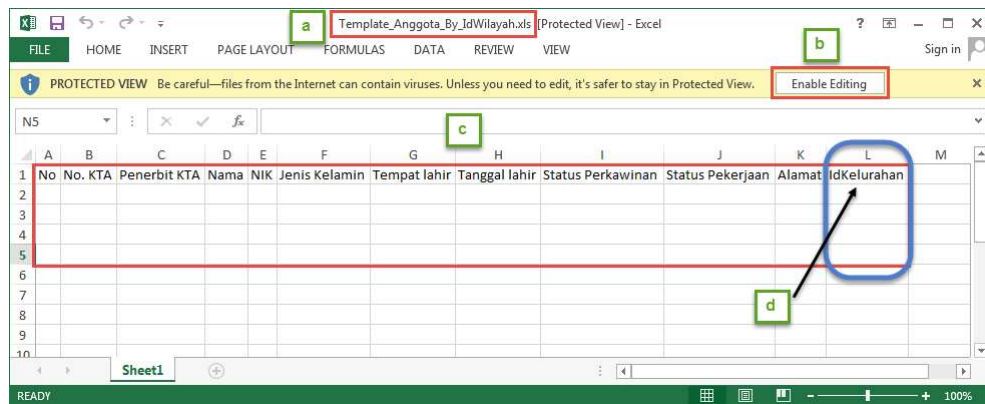 a
Template_Anggota_By_IdWilayah.xls [Protected View] - Excel
?
FILE HOME INSERT PAGE LAYOUT FORMULAS DATA REVIEW VIEW
b
Sign in
PROTECTED VIEW Be careful—files from the Internet can contain viruses. Unless you need to edit, it's safer to stay in Protected View. Enable Editing
N5 fx
c
A B C D E F G H I J K L M
1 No No. KTA Penerbit KTA Nama NIK Jenis Kelamin Tempat lahir Tanggal lahir Status Perkawinan Status Pekerjaan Alamat IdKelurahan
2
3
4
5
6
7
d
8
9
10
Sheet1
READY 100%